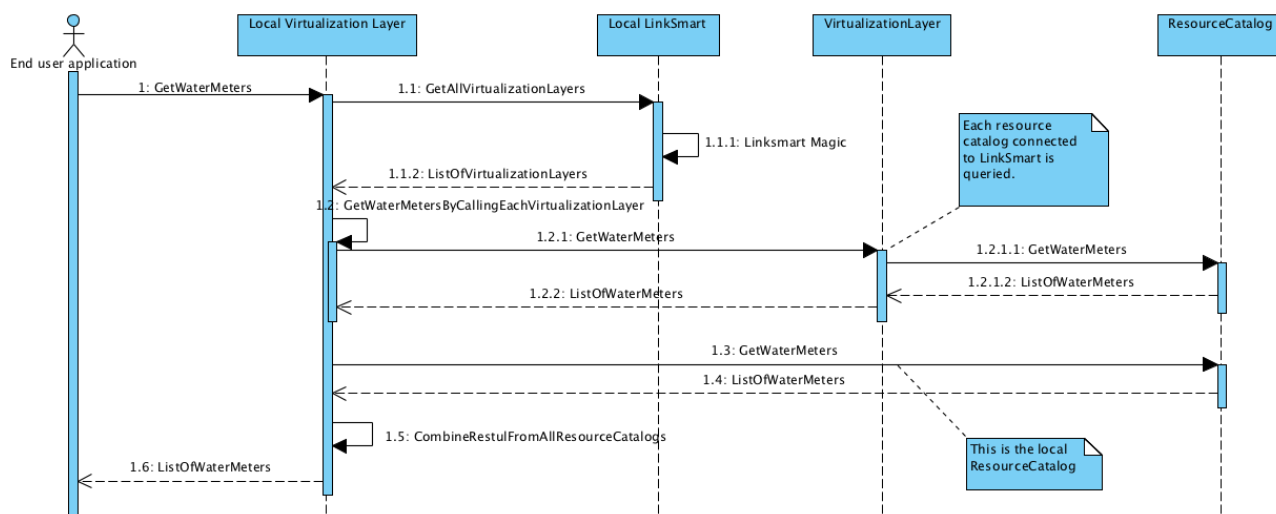 Local Virtualization Layer
Local LinkSmart
VirtualizationLayer
ResourceCatalog
End user application
1: GetWaterMeters
1.1: GetAllVirtualizationLayers
1.1.1: Linksmart Magic
Each resource
catalog connected
to LinkSmart is
queried.
1.1.2: ListOfVirtualizationLayers
1.2: GetWaterMetersByCallingEachVirtualizationLayer
1.2.1: GetWaterMeters
1.2.1.1: GetWaterMeters
1.2.1.2: ListOfWaterMeters
1.2.2: ListOfWaterMeters
1.3: GetWaterMeters
1.4: ListOfWaterMeters
1.5: CombineRestulFromAllResourceCatalogs
This is the local
ResourceCatalog
1.6: ListOfWaterMeters